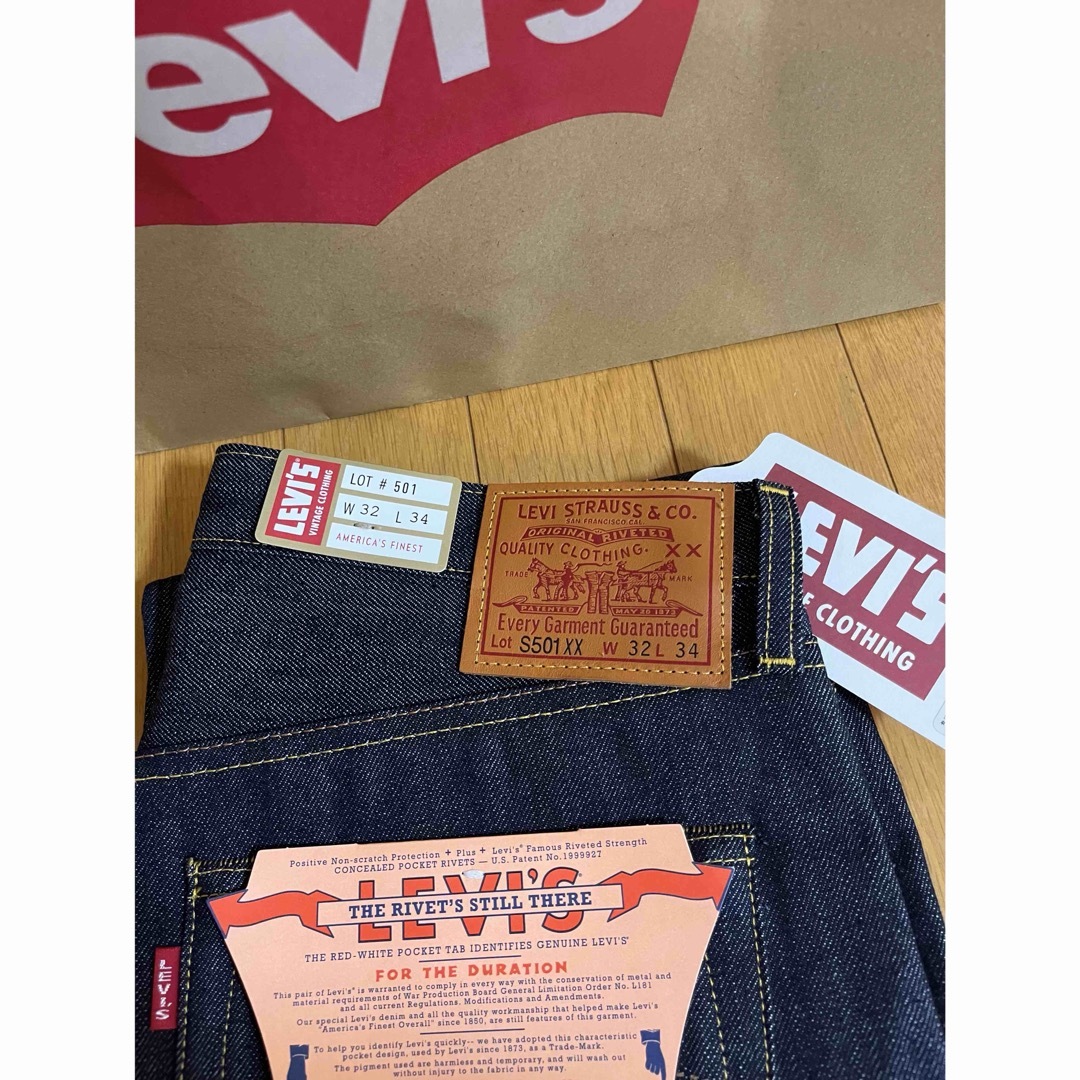 evi's
LEVI'S®
VINTAGE CLOTHING
LOT # 501
W 32 L 34
AMERICA'S FINEST
LEVI STRAUSS & CO.
SAN FRANCISCO, CAL.
ORIGINAL RIVETED
QUALITY CLOTHING. XX
TRADE MARK
PATENTED MAY 20 1873
Every Garment Guaranteed
Lot S501XX W 32 L 34
EVI'S
CLOTHING
Positive Non-scratch Protection + Plus + Levi's® Famous Riveted Strength
CONCEALED POCKET RIVETS — U.S. Patent No.1999927
LEVI'S®
THE RIVET'S STILL THERE
THE RED-WHITE POCKET TAB IDENTIFIES GENUINE LEVI'S®
FOR THE DURATION
This pair of Levi's® is warranted to comply in every way with the conservation of metal and
material requirements of War Production Board General Limitation Order No. L181
and all current Regulations, Modifications and Amendments.
Our special Levi's denim and all the quality workmanship that helped make Levi's
"America's Finest Overall" since 1850, are still features of this garment.
To help you identify Levi's quickly-- we have adopted this characteristic
pocket design, used by Levi's since 1873, as a Trade-Mark.
The pigment used are harmless and temporary, and will wash out
without injury to the fabric in any way.
LEVI'S